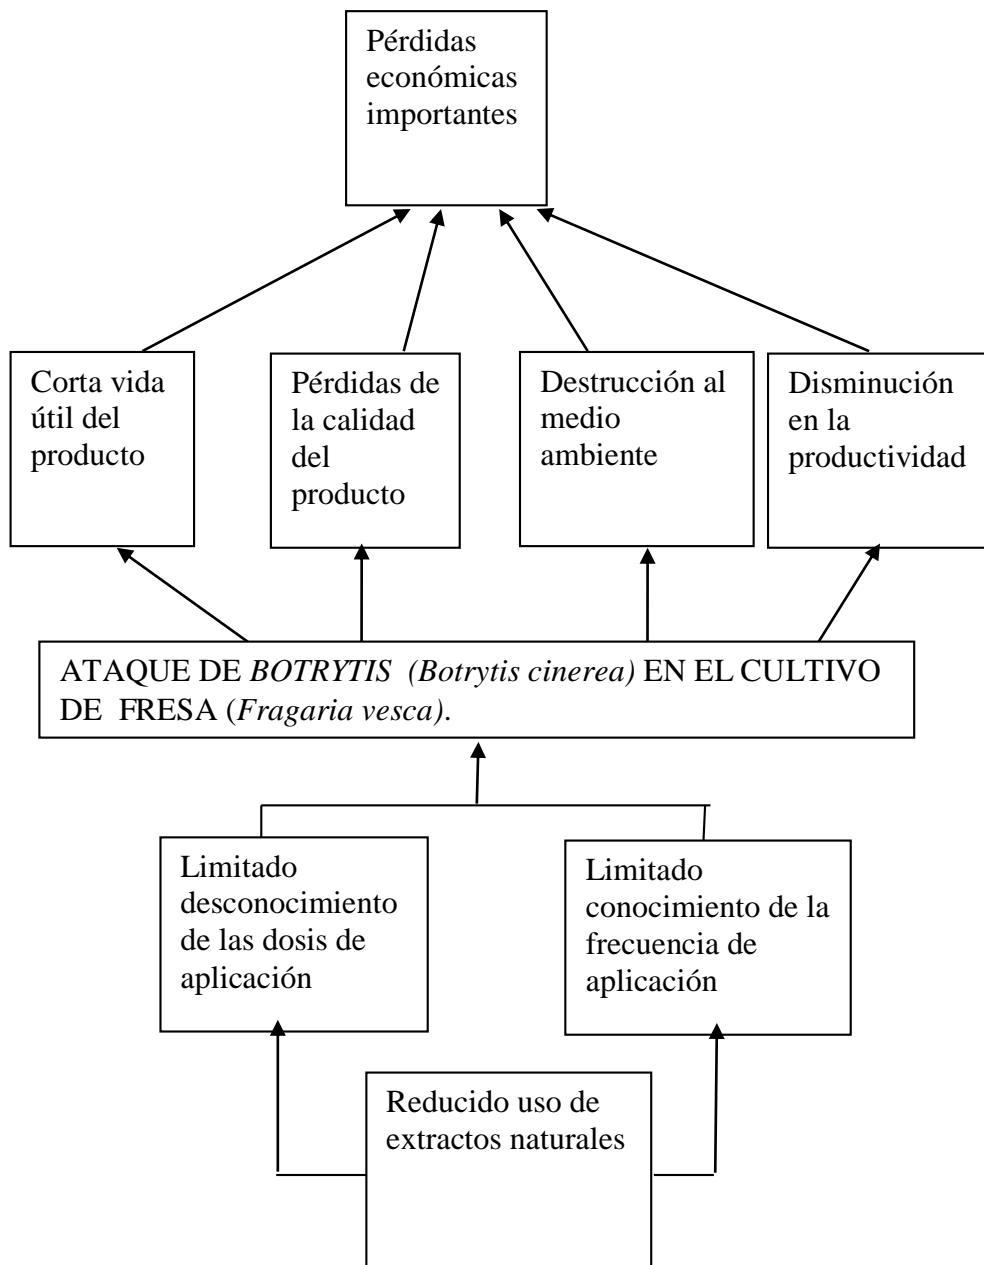 Pérdidas
económicas
importantes
Corta vida
útil del
producto
Pérdidas de
la calidad
del
producto
Destrucción al
medio
ambiente
Disminución
en la
productividad
ATAQUE DE BOTRYTIS (Botrytis cinerea) EN EL CULTIVO
DE FRESA (Fragaria vesca).
Limitado
desconocimiento
de las dosis de
aplicación
Limitado
conocimiento de la
frecuencia de
aplicación
Reducido uso de
extractos naturales